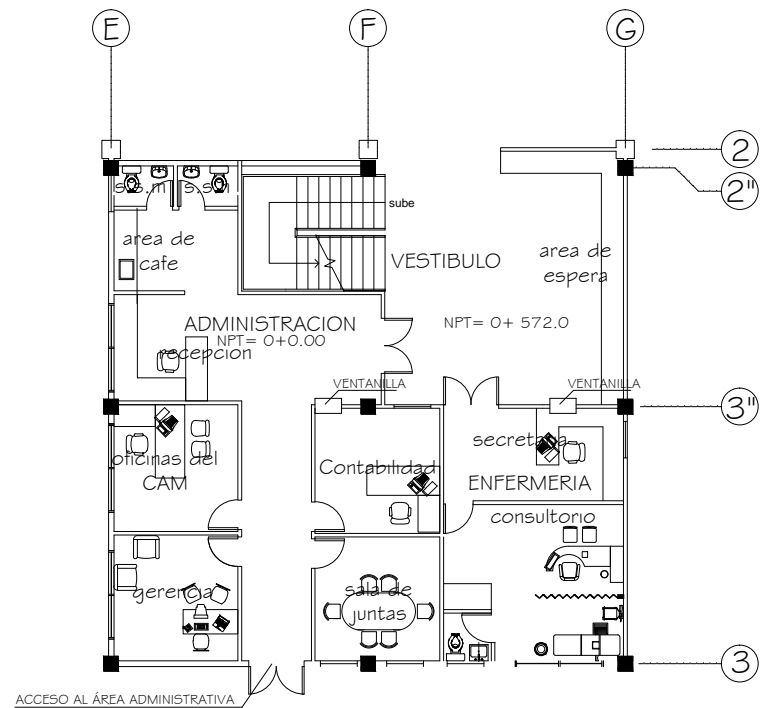 E
F
G
2
2"
s.s.m
s.s.h
sube
area de
cafe
VESTIBULO
area de
espera
ADMINISTRACION
NPT= 0+0.00
NPT= 0+ 572.0
recepcion
VENTANILLA
VENTANILLA
3"
oficinas del
CAM
Contabilidad
secretaria
ENFERMERIA
consultorio
gerencia
sala de
juntas
3
ACCESO AL ÁREA ADMINISTRATIVA